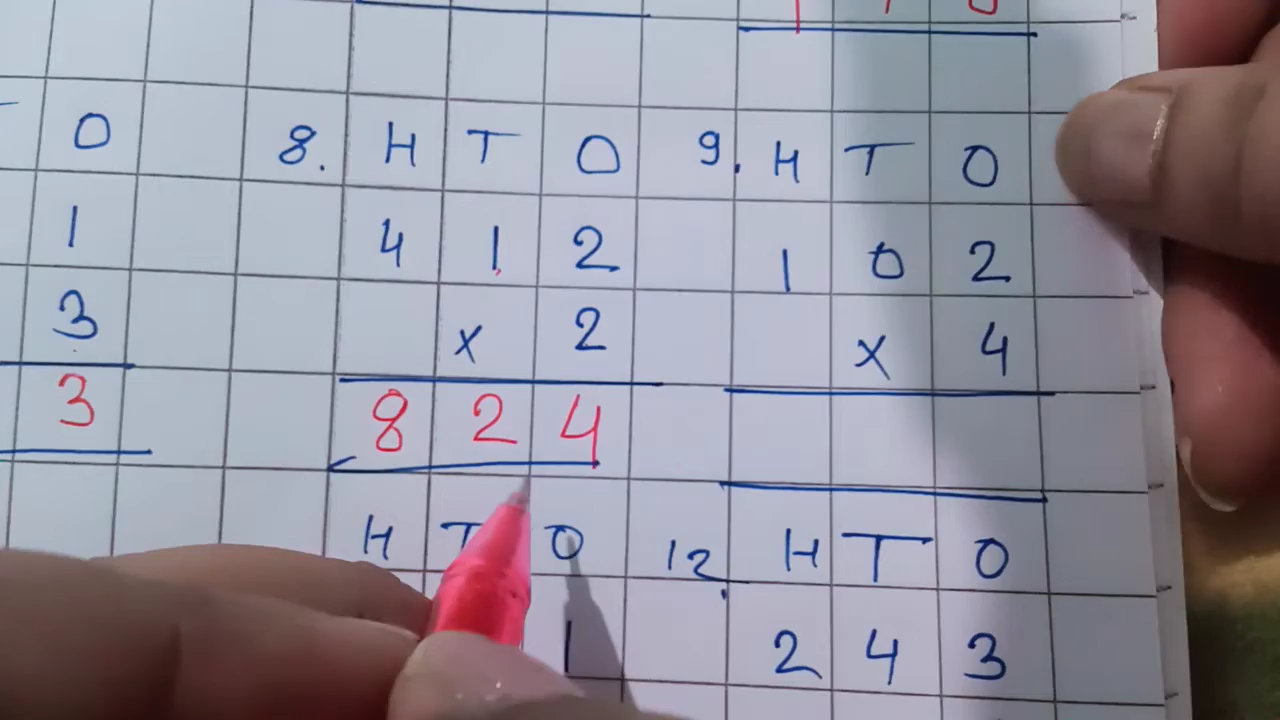 O 8. H T O 9. H T O
1 4 1 2 1 0 2
3 x 2 x 4
3 8 2 4
H T O 12. H T O
1 2 4 3